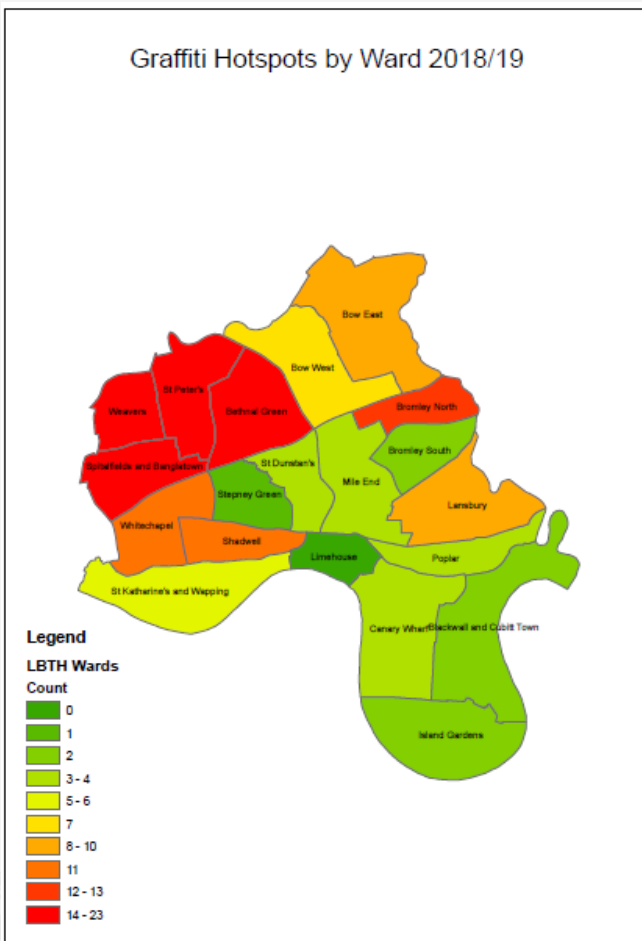 Graffiti Hotspots by Ward 2018/19
Bow East
Bow West
St Peter's
Weavers
Bethnal Green
Bromley North
Bromley South
St Dunstan's
Spitalfields and Banglatown
Mile End
Stepney Green
Lansbury
Whitechapel
Shadwell
Limehouse
Poplar
St Katharine's and Wapping
Canary Wharf
Blackwall and Cubitt Town
Island Gardens
Legend
LBTH Wards
Count
0
1
2
3 - 4
5 - 6
7
8 - 10
11
12 - 13
14 - 23